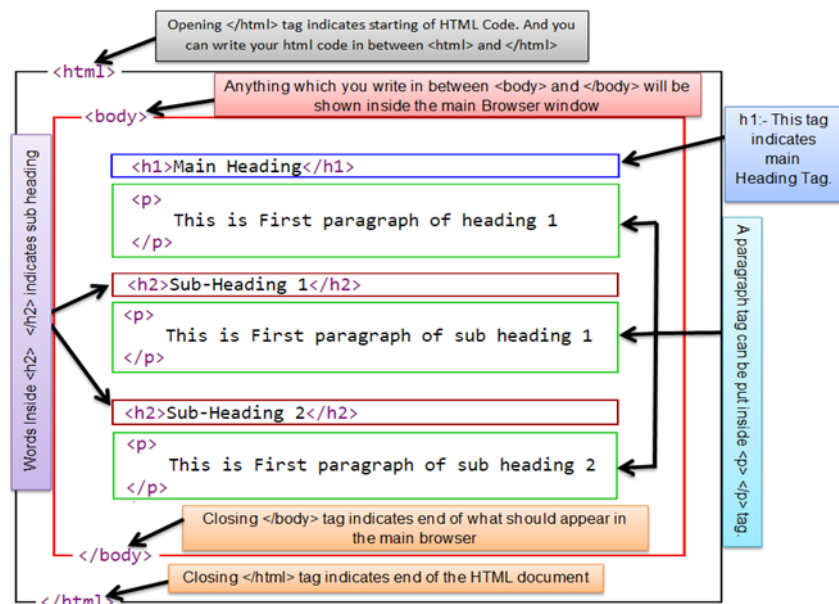 Opening </html> tag indicates starting of HTML Code. And you
can write your html code in between <html> and </html>
<html>
Anything which you write in between <body> and </body> will be
shown inside the main Browser window
<body>
h1:- This tag
indicates
main
Heading Tag.
<h1>Main Heading</h1>
<p>
This is First paragraph of heading 1
</p>
Words Inside <h2> </h2> indicates sub heading
A paragraph tag can be put inside <p> </p> tag.
<h2>Sub-Heading 1</h2>
<p>
This is First paragraph of sub heading 1
</p>
<h2>Sub-Heading 2</h2>
<p>
This is First paragraph of sub heading 2
</p>
Closing </body> tag indicates end of what should appear in
the main browser
</body>
Closing </html> tag indicates end of the HTML document
</html>